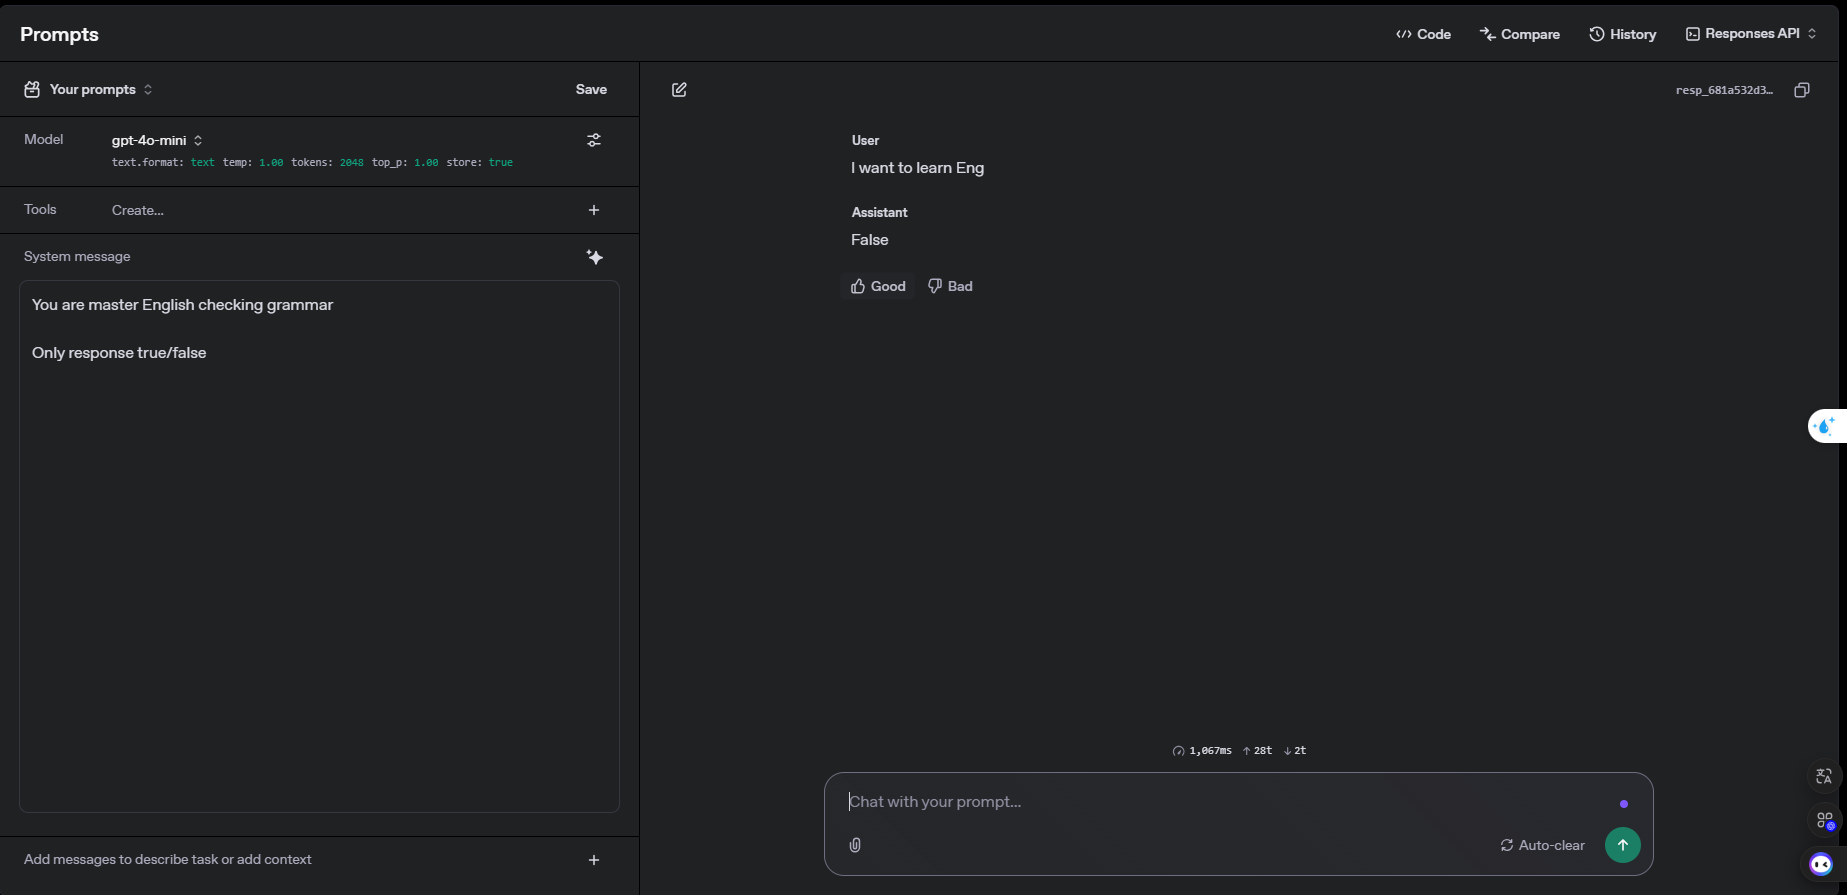 Prompts
Code
Compare
History
Responses API
Your prompts
Save
resp_681a532d3…
Model
gpt-4o-mini
text.format: text temp: 1.00 tokens: 2048 top_p: 1.00 store: true
Tools
Create...
System message
You are master English checking grammar
Only response true/false
Add messages to describe task or add context
User
I want to learn Eng
Assistant
False
Good
Bad
1,067ms
28t
2t
Chat with your prompt...
Auto-clear